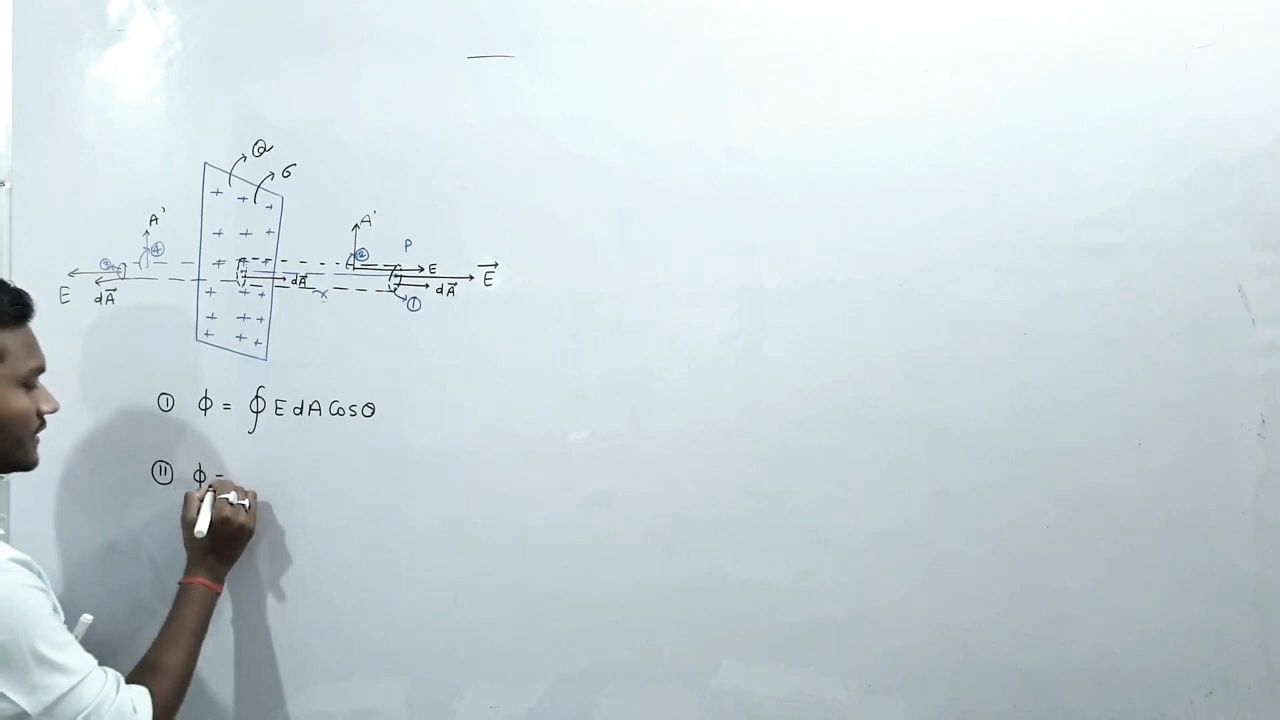 Q
σ
+ + +
+ + +
A' A'
④ ② P
③ + + + E
E dA⃗ dA⃗ dA⃗ E⃗
+ + + x ①
+ + +
+ + +
① ϕ = ∮ E dA Cosθ
⑪ ϕ =